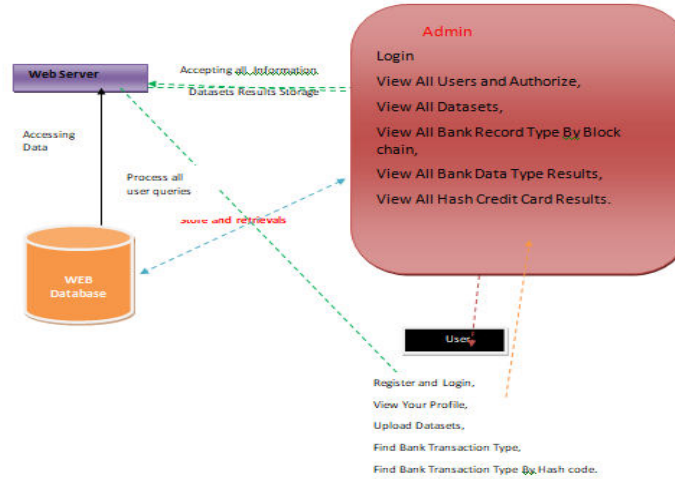 Admin
Login
View All Users and Authorize,
View All Datasets,
View All Bank Record Type By Block
chain,
View All Bank Data Type Results,
View All Hash Credit Card Results.
Web Server
Accepting all Information
Datasets Results Storage
Accessing
Data
Process all
user queries
Store and retrievals
WEB
Database
User
Register and Login,
View Your Profile,
Upload Datasets,
Find Bank Transaction Type,
Find Bank Transaction Type By Hash code.